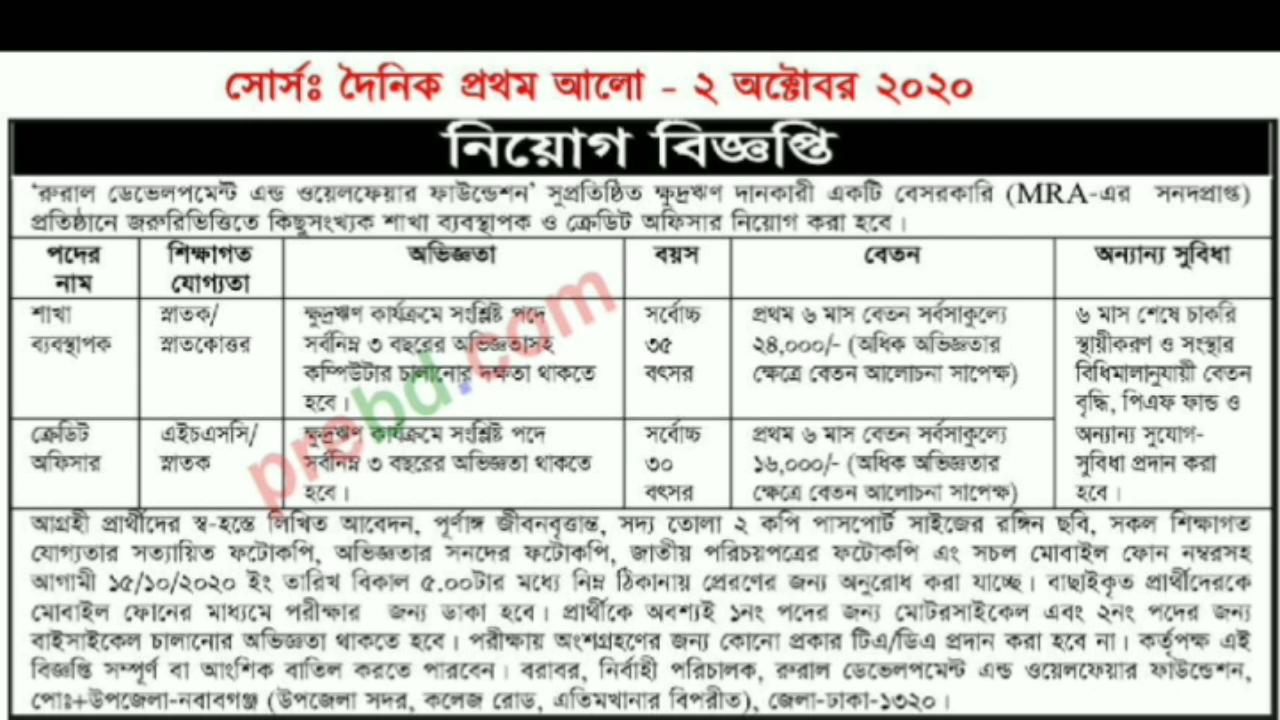 সোর্সঃ দৈনিক প্রথম আলো - ২ অক্টোবর ২০২০
নিয়োগ বিজ্ঞপ্তি
‘রুরাল ডেভেলপমেন্ট এন্ড ওয়েলফেয়ার ফাউন্ডেশন’ সুপ্রতিষ্ঠিত ক্ষুদ্রঋণ দানকারী একটি বেসরকারি (MRA-এর সনদপ্রাপ্ত)
প্রতিষ্ঠানে জরুরিভিত্তিতে কিছুসংখ্যক শাখা ব্যবস্থাপক ও ক্রেডিট অফিসার নিয়োগ করা হবে।
পদের
নাম
শিক্ষাগত
যোগ্যতা
অভিজ্ঞতা
বয়স
বেতন
অন্যান্য সুবিধা
শাখা
ব্যবস্থাপক
স্নাতক/
স্নাতকোত্তর
ক্ষুদ্রঋণ কার্যক্রমে সংশ্লিষ্ট পদে
সর্বনিম্ন ৩ বছরের অভিজ্ঞতাসহ
কম্পিউটার চালানোর দক্ষতা থাকতে
হবে।
সর্বোচ্চ
৩৫
বৎসর
প্রথম ৬ মাস বেতন সর্বসাকুল্যে
২৪,০০০/- (অধিক অভিজ্ঞতার
ক্ষেত্রে বেতন আলোচনা সাপেক্ষ)
৬ মাস শেষে চাকরি
স্থায়ীকরণ ও সংস্থার
বিধিমালানুযায়ী বেতন
বৃদ্ধি, পিএফ ফান্ড ও
অন্যান্য সুযোগ-
সুবিধা প্রদান করা
হবে।
ক্রেডিট
অফিসার
এইচএসসি/
স্নাতক
ক্ষুদ্রঋণ কার্যক্রমে সংশ্লিষ্ট পদে
সর্বনিম্ন ৩ বছরের অভিজ্ঞতা থাকতে
হবে।
সর্বোচ্চ
৩০
বৎসর
প্রথম ৬ মাস বেতন সর্বসাকুল্যে
১৬,০০০/- (অধিক অভিজ্ঞতার
ক্ষেত্রে বেতন আলোচনা সাপেক্ষ)
prebd.com
আগ্রহী প্রার্থীদের স্ব-হস্তে লিখিত আবেদন, পূর্ণাঙ্গ জীবনবৃত্তান্ত, সদ্য তোলা ২ কপি পাসপোর্ট সাইজের রঙ্গিন ছবি, সকল শিক্ষাগত
যোগ্যতার সত্যায়িত ফটোকপি, অভিজ্ঞতার সনদের ফটোকপি, জাতীয় পরিচয়পত্রের ফটোকপি এং সচল মোবাইল ফোন নম্বরসহ
আগামী ১৫/১০/২০২০ ইং তারিখ বিকাল ৫.০০টার মধ্যে নিম্ন ঠিকানায় প্রেরণের জন্য অনুরোধ করা যাচ্ছে। বাছাইকৃত প্রার্থীদেরকে
মোবাইল ফোনের মাধ্যমে পরীক্ষার জন্য ডাকা হবে। প্রার্থীকে অবশ্যই ১নং পদের জন্য মোটরসাইকেল এবং ২নং পদের জন্য
বাইসাইকেল চালানোর অভিজ্ঞতা থাকতে হবে। পরীক্ষায় অংশগ্রহণের জন্য কোনো প্রকার টিএ/ডিএ প্রদান করা হবে না। কর্তৃপক্ষ এই
বিজ্ঞপ্তি সম্পূর্ণ বা আংশিক বাতিল করতে পারবেন। বরাবর, নির্বাহী পরিচালক, রুরাল ডেভেলপমেন্ট এন্ড ওয়েলফেয়ার ফাউন্ডেশন,
পোঃ+উপজেলা-নবাবগঞ্জ (উপজেলা সদর, কলেজ রোড, এতিমখানার বিপরীত), জেলা-ঢাকা-১৩২০।